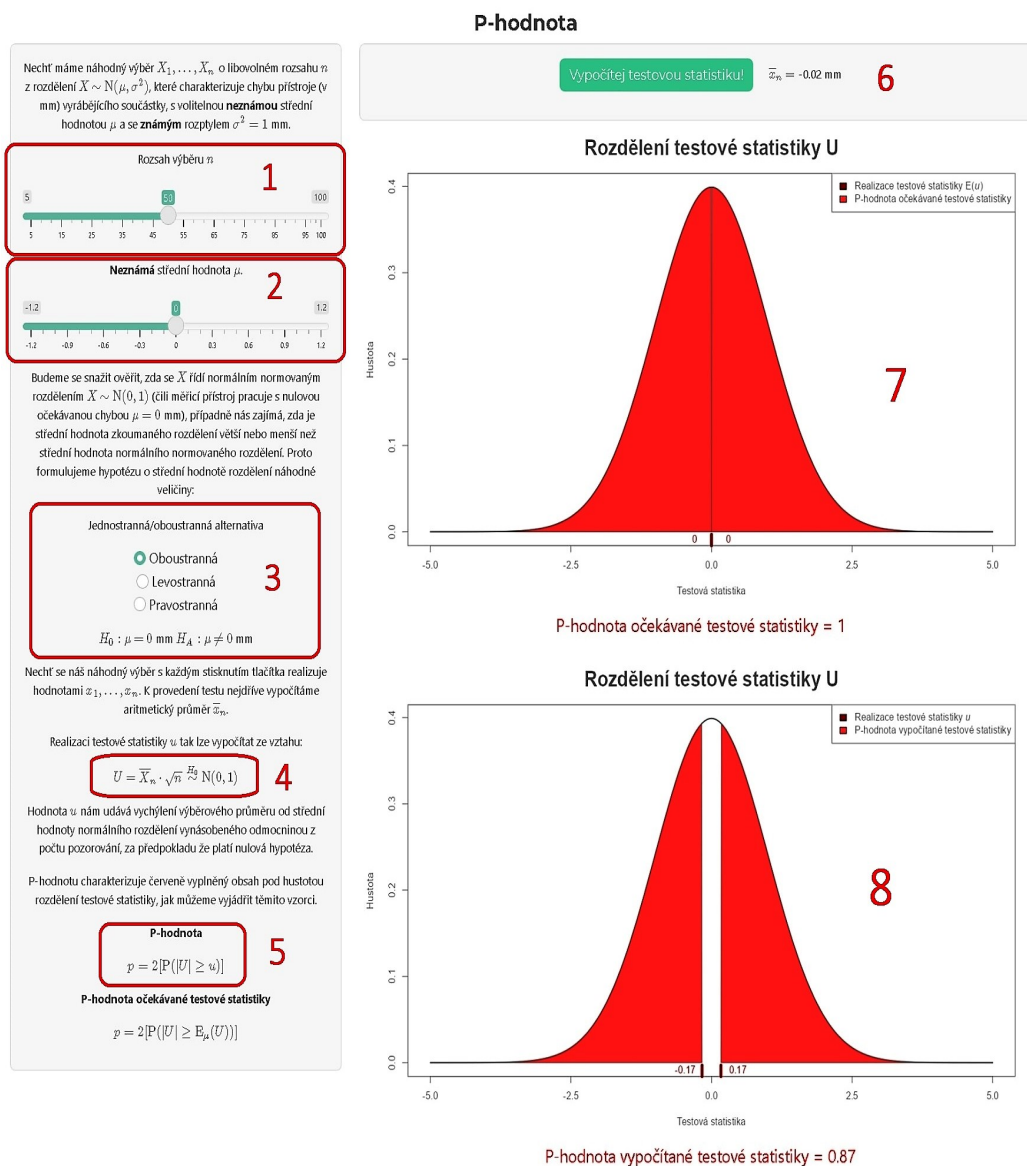 P-hodnota
Nechť máme náhodný výběr X₁, . . . , Xₙ o libovolném rozsahu n
z rozdělení X ∼ N(μ, σ²), které charakterizuje chybu přístroje (v
mm) vyrábějícího součástky, s volitelnou neznámou střední
hodnotou μ a se známým rozptylem σ² = 1 mm.
Rozsah výběru n
1
5 50 100
5 15 25 35 45 55 65 75 85 95 100
Neznámá střední hodnota μ.
2
-1.2 0 1.2
-1.2 -0.9 -0.6 -0.3 0 0.3 0.6 0.9 1.2
Budeme se snažit ověřit, zda se X řídí normálním normovaným
rozdělením X ∼ N(0, 1) (čili měřicí přístroj pracuje s nulovou
očekávanou chybou μ = 0 mm), případně nás zajímá, zda je
střední hodnota zkoumaného rozdělení větší nebo menší než
střední hodnota normálního normovaného rozdělení. Proto
formulujeme hypotézu o střední hodnotě rozdělení náhodné
veličiny:
Jednostranná/oboustranná alternativa
Oboustranná
Levostranná
Pravostranná
3
H₀ : μ = 0 mm H_A : μ ≠ 0 mm
Nechť se náš náhodný výběr s každým stisknutím tlačítka realizuje
hodnotami x₁, . . . , xₙ. K provedení testu nejdříve vypočítáme
aritmetický průměr x̅ₙ.
Realizaci testové statistiky u tak lze vypočítat ze vztahu:
U = X̅ₙ · √n ∼ᴴ⁰ N(0, 1)
4
Hodnota u nám udává vychýlení výběrového průměru od střední
hodnoty normálního rozdělení vynásobeného odmocninou z
počtu pozorování, za předpokladu že platí nulová hypotéza.
P-hodnotu charakterizuje červeně vyplněný obsah pod hustotou
rozdělení testové statistiky, jak můžeme vyjádřit těmito vzorci.
P-hodnota
5
p = 2[P(|U| ≥ u)]
P-hodnota očekávané testové statistiky
p = 2[P(|U| ≥ E_μ(U))]
Vypočítej testovou statistiku! x̅ₙ = -0.02 mm
6
Rozdělení testové statistiky U
Realizace testové statistiky E(u)
P-hodnota očekávané testové statistiky
0.4
0.3
0.2
0.1
0.0
Hustota
7
0 0
-5.0 -2.5 0.0 2.5 5.0
Testová statistika
P-hodnota očekávané testové statistiky = 1
Rozdělení testové statistiky U
Realizace testové statistiky u
P-hodnota vypočítané testové statistiky
0.4
0.3
0.2
0.1
0.0
Hustota
8
-0.17 0.17
-5.0 -2.5 0.0 2.5 5.0
Testová statistika
P-hodnota vypočítané testové statistiky = 0.87